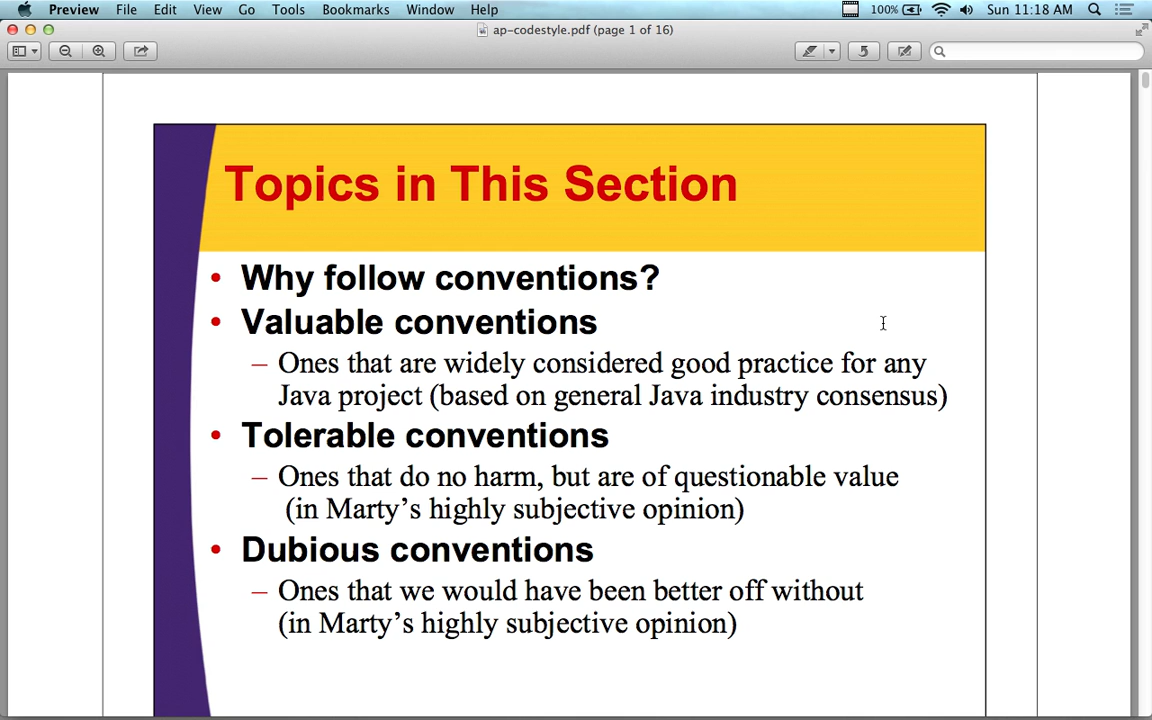 Preview File Edit View Go Tools Bookmarks Window Help 100% Sun 11:18 AM
ap-codestyle.pdf (page 1 of 16)
Topics in This Section
• Why follow conventions?
• Valuable conventions
– Ones that are widely considered good practice for any
Java project (based on general Java industry consensus)
• Tolerable conventions
– Ones that do no harm, but are of questionable value
(in Marty’s highly subjective opinion)
• Dubious conventions
– Ones that we would have been better off without
(in Marty’s highly subjective opinion)